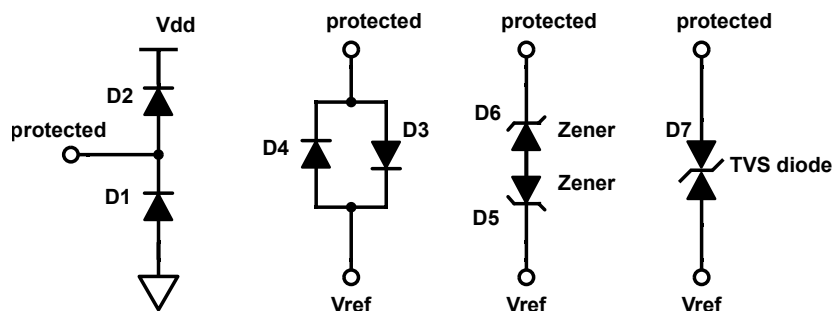 Vdd
D2
protected
D1
protected
D4
D3
Vref
protected
D6
Zener
Zener
D5
Vref
protected
D7
TVS diode
Vref